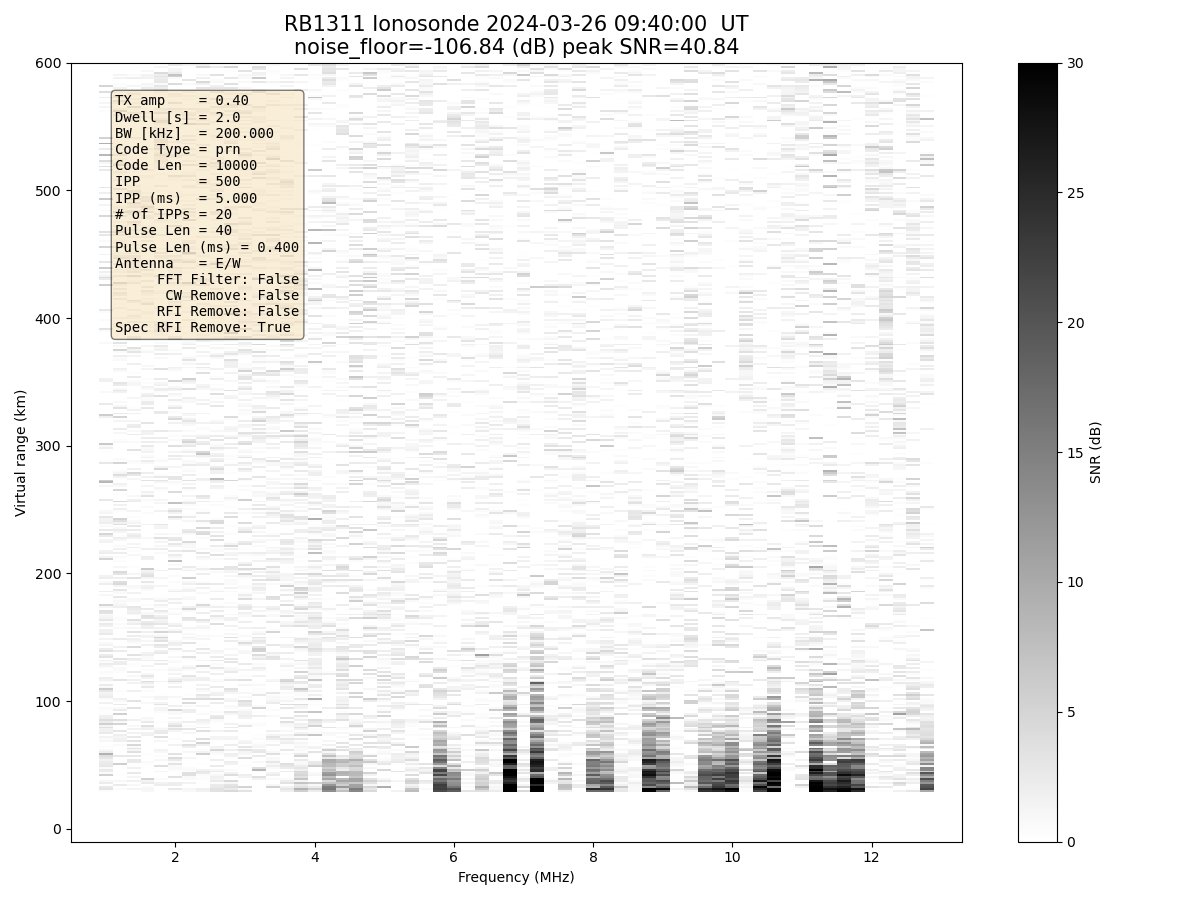 RB1311 Ionosonde 2024-03-26 09:40:00  UT
noise_floor=-106.84 (dB) peak SNR=40.84
TX amp    = 0.40
Dwell [s] = 2.0
BW [kHz]  = 200.000
Code Type = prn
Code Len  = 10000
IPP       = 500
IPP (ms)  = 5.000
# of IPPs = 20
Pulse Len = 40
Pulse Len (ms) = 0.400
Antenna   = E/W
FFT Filter: False
CW Remove: False
RFI Remove: False
Spec RFI Remove: True
600
500
400
300
200
100
0
Virtual range (km)
2
4
6
8
10
12
Frequency (MHz)
30
25
20
15
10
5
0
SNR (dB)